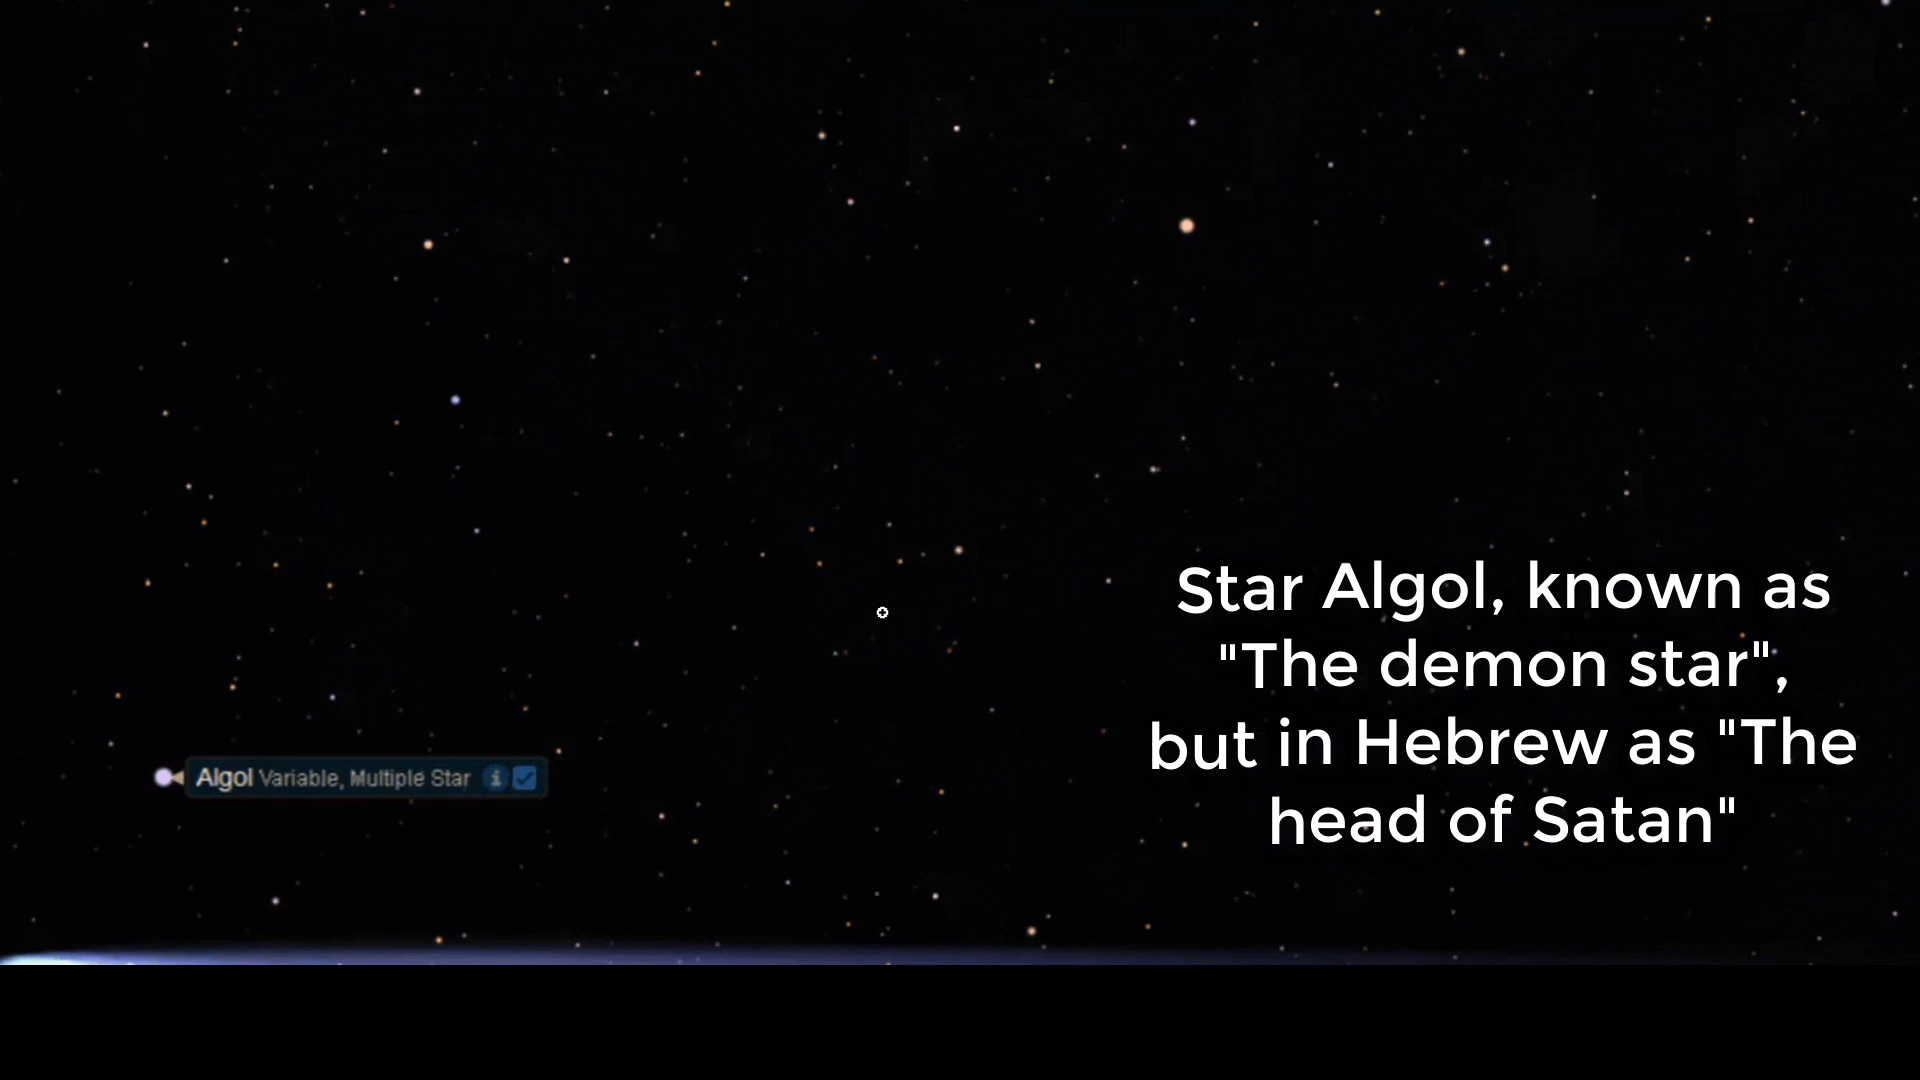 Star Algol, known as
"The demon star",
but in Hebrew as "The
head of Satan"
Algol Variable, Multiple Star i